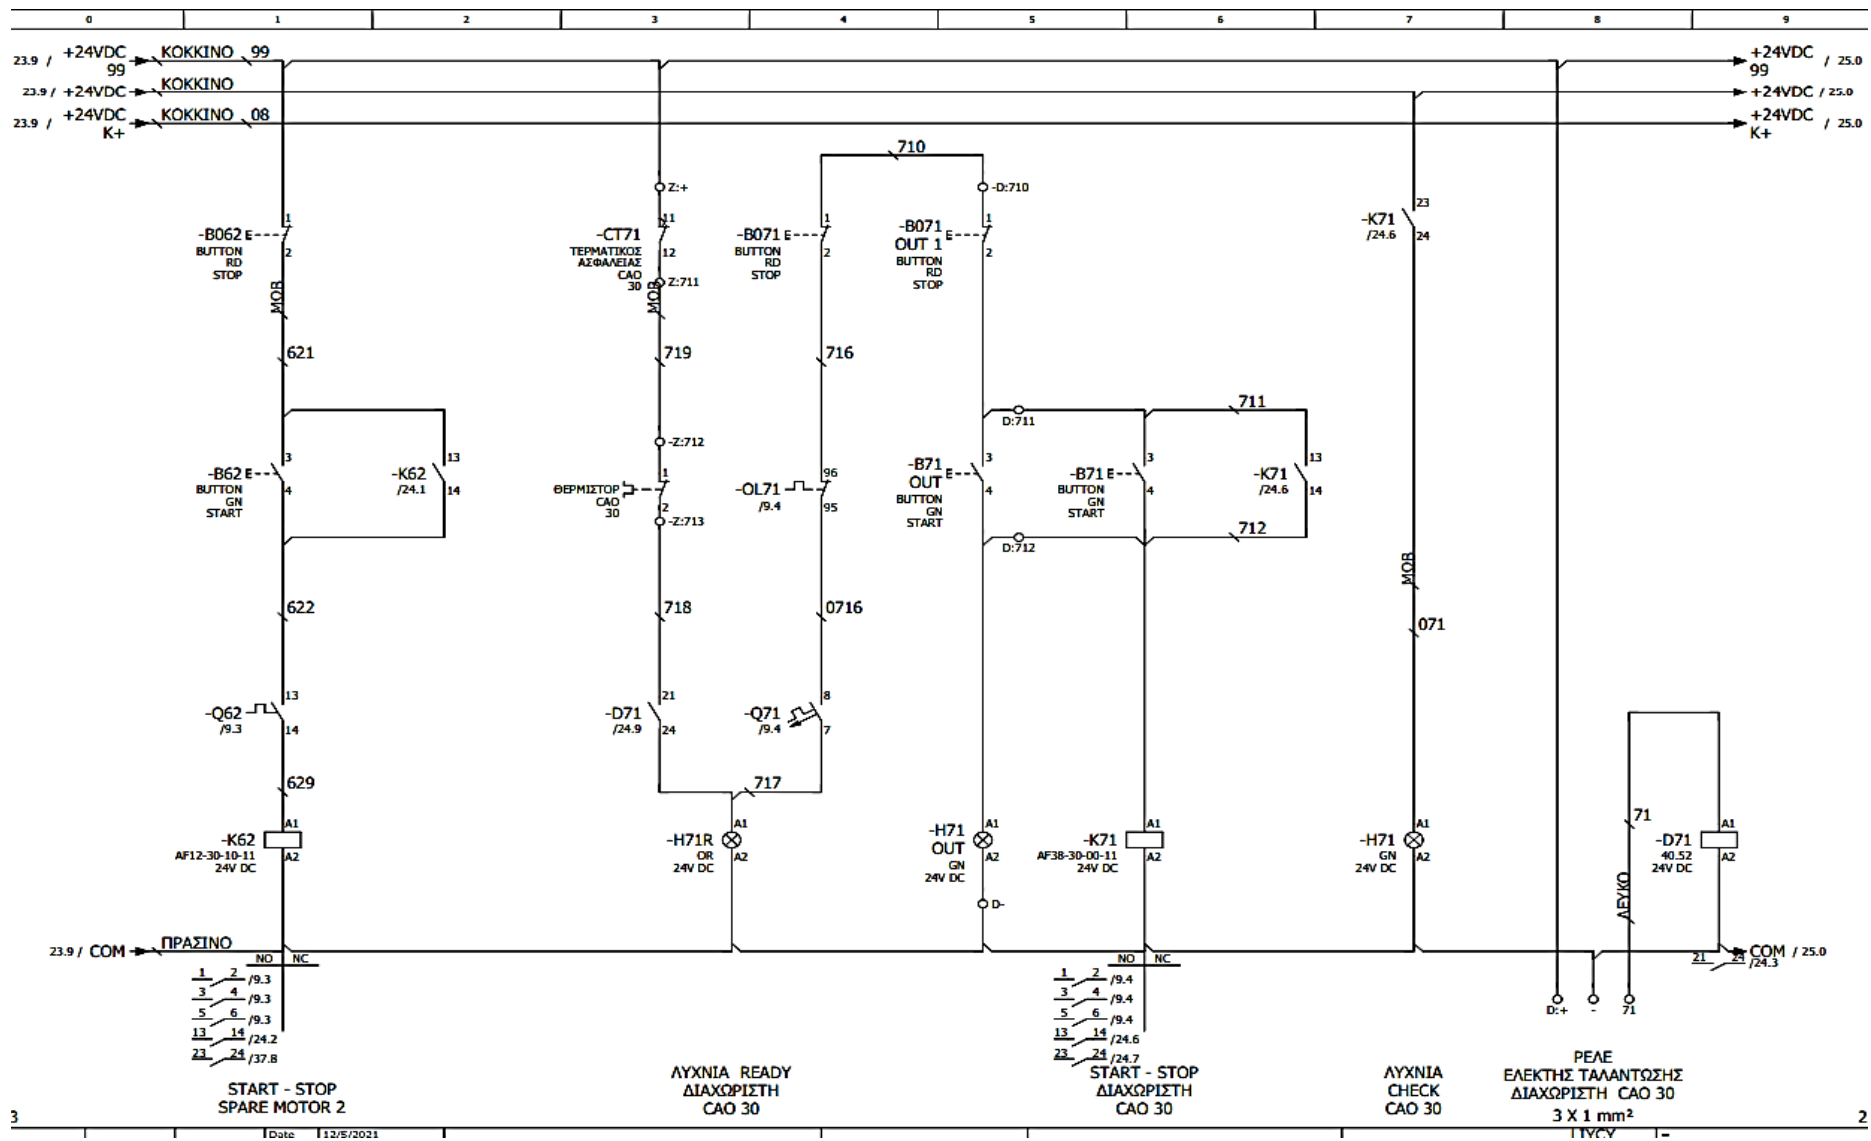 0 1 2 3 4 5 6 7 8 9
23.9 / +24VDC 99 ΚΟΚΚΙΝΟ 99 +24VDC 99 / 25.0
23.9 / +24VDC ΚΟΚΚΙΝΟ +24VDC / 25.0
23.9 / +24VDC K+ ΚΟΚΚΙΝΟ 08 +24VDC K+ / 25.0
710
Z:+
-D:710
-B062
BUTTON
RD
STOP
1
2
ΜΩΒ
621
-CT71
ΤΕΡΜΑΤΙΚΟΣ
ΑΣΦΑΛΕΙΑΣ
CAO
30
11
12
Z:711
ΜΩΒ
719
-B071
BUTTON
RD
STOP
1
2
716
-B071
OUT 1
BUTTON
RD
STOP
1
2
-K71
/24.6
23
24
-B62
BUTTON
GN
START
3
4
-K62
/24.1
13
14
-Z:712
ΘΕΡΜΙΣΤΟΡ
CAO
30
1
2
-Z:713
-OL71
/9.4
96
95
D:711
-B71
OUT
BUTTON
GN
START
3
4
D:712
-B71
BUTTON
GN
START
3
4
711
-K71
/24.6
13
14
712
ΜΩΒ
071
622
718
0716
-Q62
/9.3
13
14
-D71
/24.9
21
24
-Q71
/9.4
8
7
629
717
71
ΛΕΥΚΟ
-K62
AF12-30-10-11
24V DC
A1
A2
-H71R
OR
24V DC
A1
A2
-H71
OUT
GN
24V DC
A1
A2
D-
-K71
AF38-30-00-11
24V DC
A1
A2
-H71
GN
24V DC
A1
A2
-D71
40.52
24V DC
A1
A2
23.9 / COM ΠΡΑΣΙΝΟ COM / 25.0
NO NC
1 2 /9.3
3 4 /9.3
5 6 /9.3
13 14 /24.2
23 24 /37.8
NO NC
1 2 /9.4
3 4 /9.4
5 6 /9.4
13 14 /24.6
23 24 /24.7
21 24 /24.3
D:+ - 71
START - STOP
SPARE MOTOR 2
ΛΥΧΝΙΑ READY
ΔΙΑΧΩΡΙΣΤΗ
CAO 30
START - STOP
ΔΙΑΧΩΡΙΣΤΗ
CAO 30
ΛΥΧΝΙΑ
CHECK
CAO 30
ΡΕΛΕ
ΕΛΕΚΤΗΣ ΤΑΛΑΝΤΩΣΗΣ
ΔΙΑΧΩΡΙΣΤΗ CAO 30
3 X 1 mm²
3 2
Date 12/5/2021